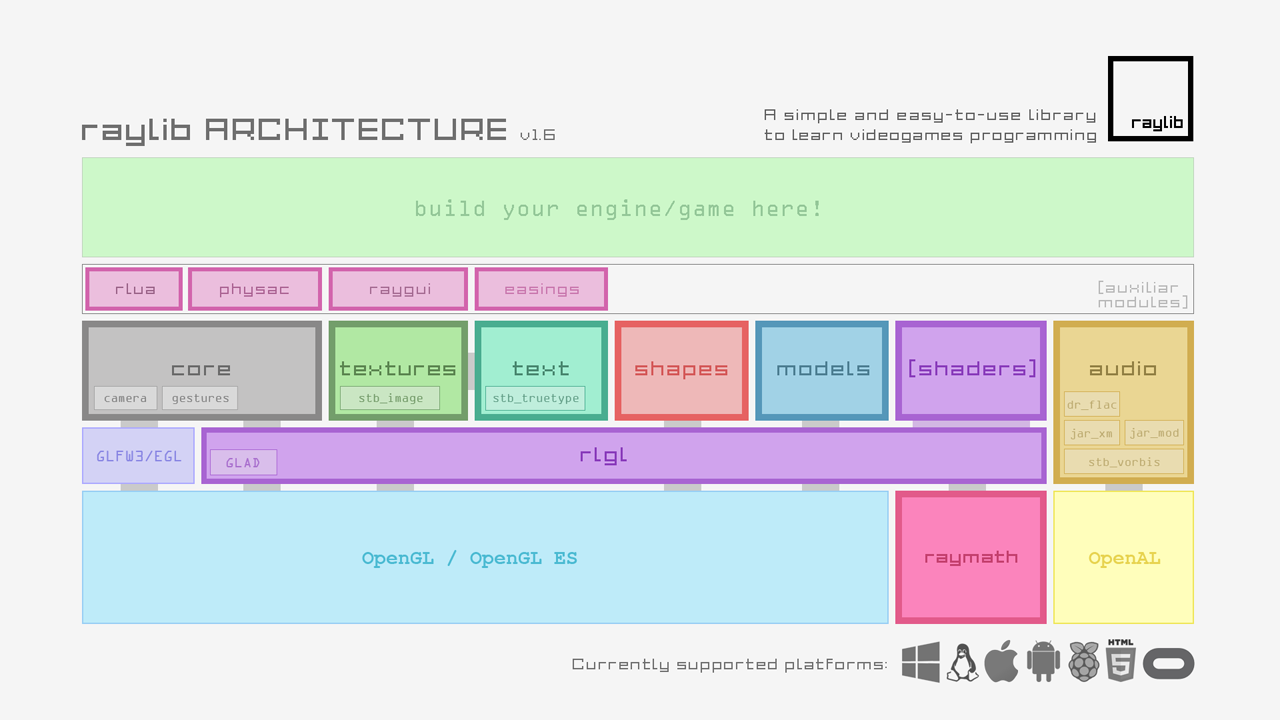 raylib ARCHITECTURE v1.6
A simple and easy-to-use library
to learn videogames programming
raylib
build your engine/game here!
rlua
physac
raygui
easings
[auxiliar
modules]
core
camera
gestures
textures
stb_image
text
stb_truetype
shapes
models
[shaders]
audio
dr_flac
jar_xm
jar_mod
stb_vorbis
GLFW3/EGL
GLAD
rlgl
OpenGL / OpenGL ES
raymath
OpenAL
Currently supported platforms:
HTML
5